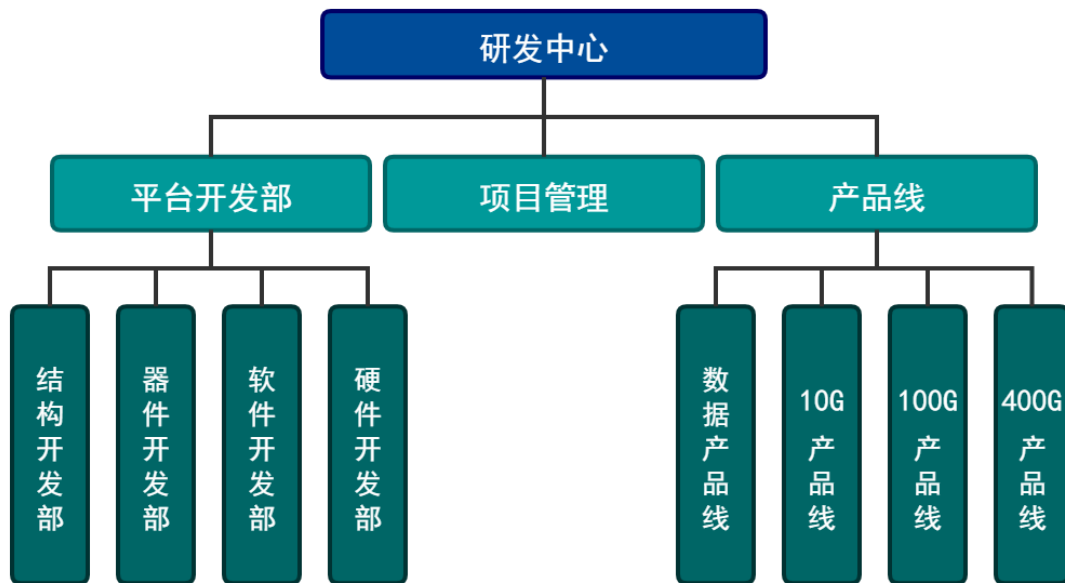 研发中心
平台开发部
项目管理
产品线
结构开发部
器件开发部
软件开发部
硬件开发部
数据产品线
10G产品线
100G产品线
400G产品线